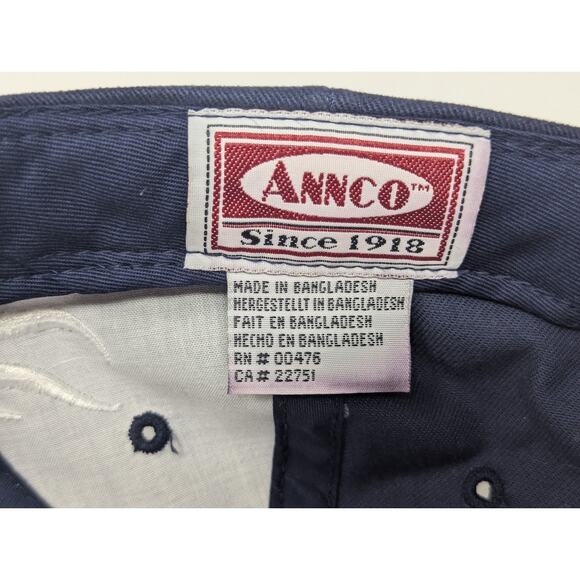 ANNCO™
Since 1918
MADE IN BANGLADESH
HERGESTELLT IN BANGLADESH
FAIT EN BANGLADESH
HECHO EN BANGLADESH
RN # 00476
CA # 22751